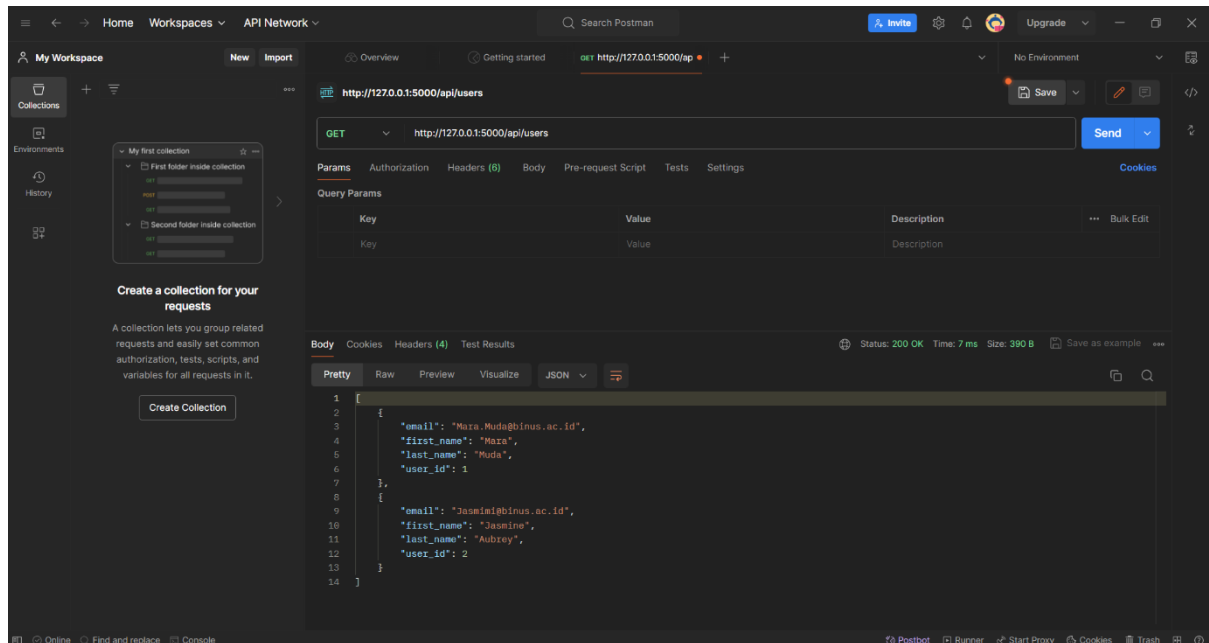 Home Workspaces API Network Search Postman Invite Upgrade
My Workspace New Import Overview Getting started GET http://127.0.0.1:5000/ap No Environment
Collections
Environments
History
My first collection
First folder inside collection
GET
POST
GET
Second folder inside collection
GET
GET
Create a collection for your
requests
A collection lets you group related
requests and easily set common
authorization, tests, scripts, and
variables for all requests in it.
Create Collection
HTTP http://127.0.0.1:5000/api/users Save
GET http://127.0.0.1:5000/api/users Send
Params Authorization Headers (6) Body Pre-request Script Tests Settings Cookies
Query Params
Key Value Description Bulk Edit
Key Value Description
Body Cookies Headers (4) Test Results Status: 200 OK Time: 7 ms Size: 390 B Save as example
Pretty Raw Preview Visualize JSON
1 [
2 {
3 "email": "Mara.Muda@binus.ac.id",
4 "first_name": "Mara",
5 "last_name": "Muda",
6 "user_id": 1
7 },
8 {
9 "email": "Jasmimi@binus.ac.id",
10 "first_name": "Jasmine",
11 "last_name": "Aubrey",
12 "user_id": 2
13 }
14 ]
Online Find and replace Console Postbot Runner Start Proxy Cookies Trash